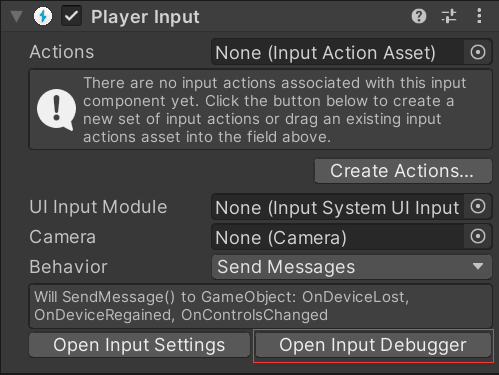 Player Input
Actions None (Input Action Asset)
There are no input actions associated with this input
component yet. Click the button below to create a
new set of input actions or drag an existing input
actions asset into the field above.
Create Actions...
UI Input Module None (Input System UI Input
Camera None (Camera)
Behavior Send Messages
Will SendMessage() to GameObject: OnDeviceLost,
OnDeviceRegained, OnControlsChanged
Open Input Settings Open Input Debugger